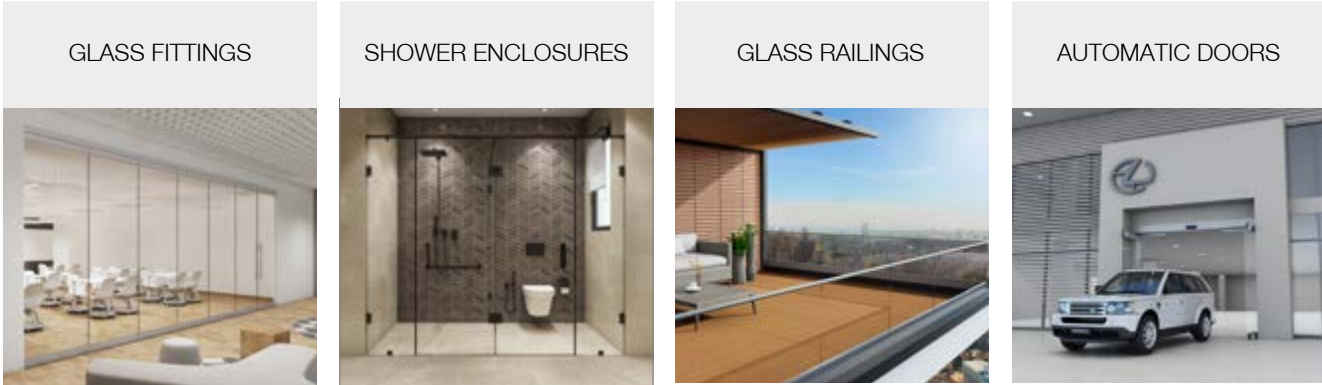 GLASS FITTINGS
SHOWER ENCLOSURES
GLASS RAILINGS
AUTOMATIC DOORS